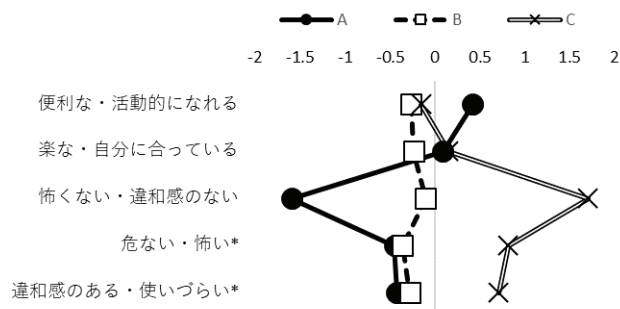 A B C
-2 -1.5 -1 -0.5 0 0.5 1 1.5 2
便利な・活動的になれる
楽な・自分に合っている
怖くない・違和感のない
危ない・怖い*
違和感のある・使いづらい*